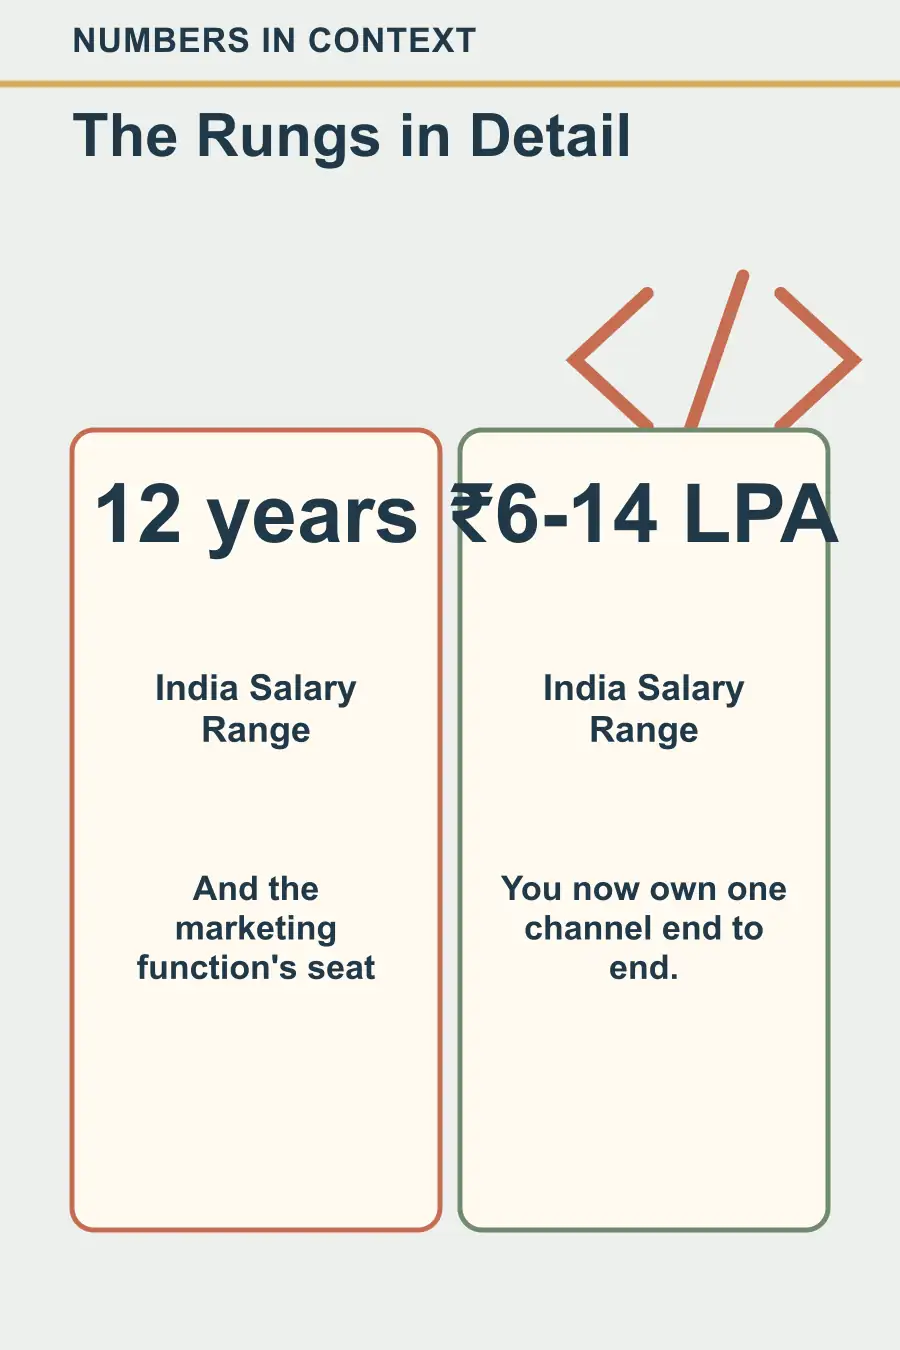 NUMBERS IN CONTEXT
The Rungs in Detail
12 years
India Salary
Range
And the
marketing
function's seat
₹6-14 LPA
India Salary
Range
You now own one
channel end to
end.